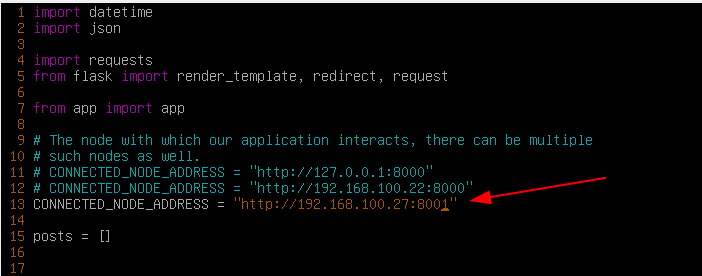 1 import datetime
2 import json
3
4 import requests
5 from flask import render_template, redirect, request
6
7 from app import app
8
9 # The node with which our application interacts, there can be multiple
10 # such nodes as well.
11 # CONNECTED_NODE_ADDRESS = "http://127.0.0.1:8000"
12 # CONNECTED_NODE_ADDRESS = "http://192.168.100.22:8000"
13 CONNECTED_NODE_ADDRESS = "http://192.168.100.27:8001"
14
15 posts = []
16
17